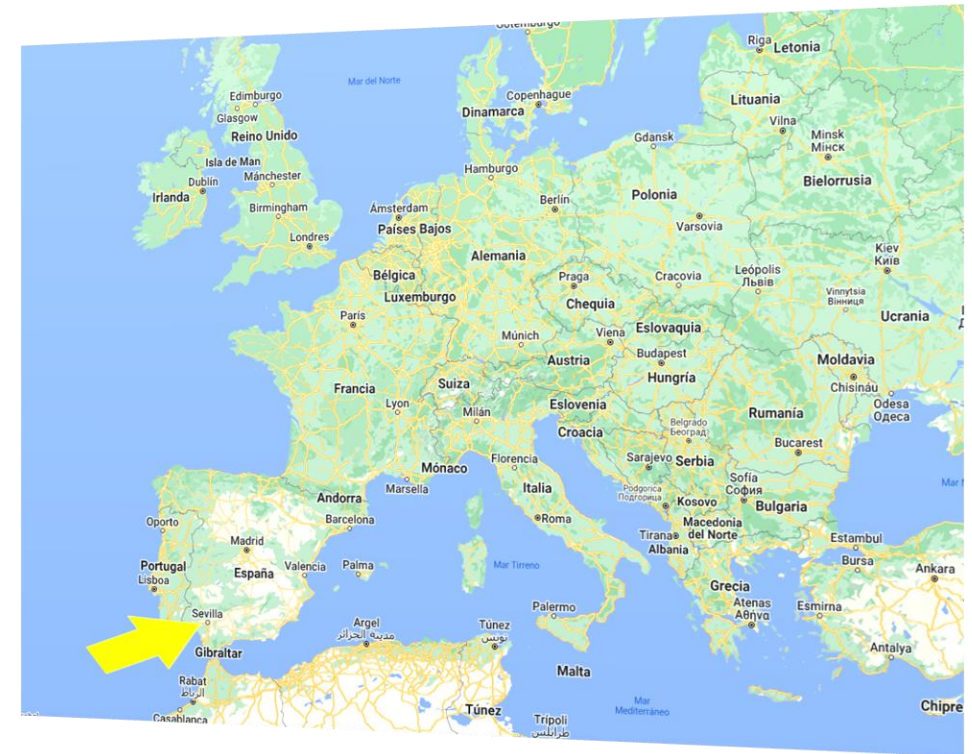 Gotemburgo
Riga
Letonia
Mar del Norte
Edimburgo
Glasgow
Copenhague
Dinamarca
Lituania
Vilna
Reino Unido
Gdansk
Minsk
Мінск
Isla de Man
Dublín
Mánchester
Irlanda
Hamburgo
Bielorrusia
Birmingham
Ámsterdam
Berlín
Polonia
Países Bajos
Varsovia
Londres
Alemania
Kiev
Київ
Bélgica
Praga
Cracovia
Leópolis
Львів
Luxemburgo
Chequia
Vinnytsia
Вінниця
París
Ucrania
Múnich
Viena
Eslovaquia
Austria
Budapest
Hungría
Moldavia
Chisináu
Francia
Suiza
Lyon
Milán
Eslovenia
Odesa
Одеса
Croacia
Belgrado
Београд
Rumanía
Bucarest
Mónaco
Florencia
Sarajevo
Serbia
Marsella
Andorra
Italia
Podgorica
Подгорица
Sofía
София
Kosovo
Bulgaria
Oporto
Barcelona
Roma
Macedonia
del Norte
Madrid
Tirana
Albania
Estambul
Portugal
Lisboa
España
Valencia
Palma
Mar Tirreno
Bursa
Ankara
Grecia
Sevilla
Palermo
Atenas
Αθήνα
Esmirna
Argel
مدينة الجزائر
Túnez
تونس
Gibraltar
Antalya
Malta
Rabat
الرباط
Casablanca
Túnez
Mar
Mediterráneo
Chipre
Trípoli
طرابلس